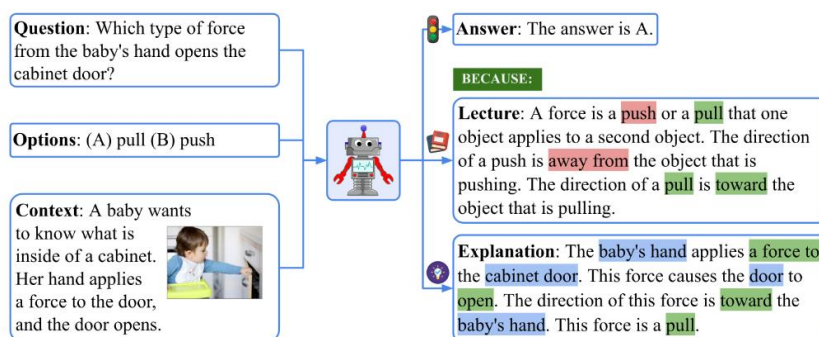 Question: Which type of force
from the baby's hand opens the
cabinet door?
Options: (A) pull (B) push
Context: A baby wants
to know what is
inside of a cabinet.
Her hand applies
a force to the door,
and the door opens.
Answer: The answer is A.
BECAUSE:
Lecture: A force is a push or a pull that one
object applies to a second object. The direction
of a push is away from the object that is
pushing. The direction of a pull is toward the
object that is pulling.
Explanation: The baby's hand applies a force to
the cabinet door. This force causes the door to
open. The direction of this force is toward the
baby's hand. This force is a pull.